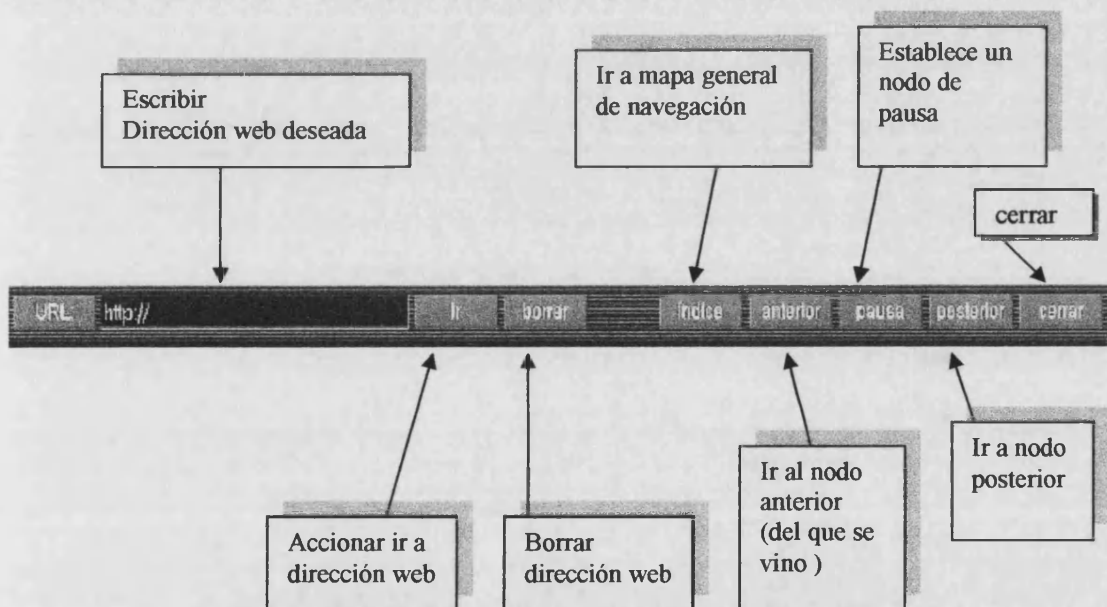 Escribir
Dirección web deseada
Ir a mapa general
de navegación
Establece un
nodo de
pausa
cerrar
URL http:// Ir borrar índice anterior pausa posterior cerrar
Accionar ir a
dirección web
Borrar
dirección web
Ir al nodo
anterior
(del que se
vino )
Ir a nodo
posterior